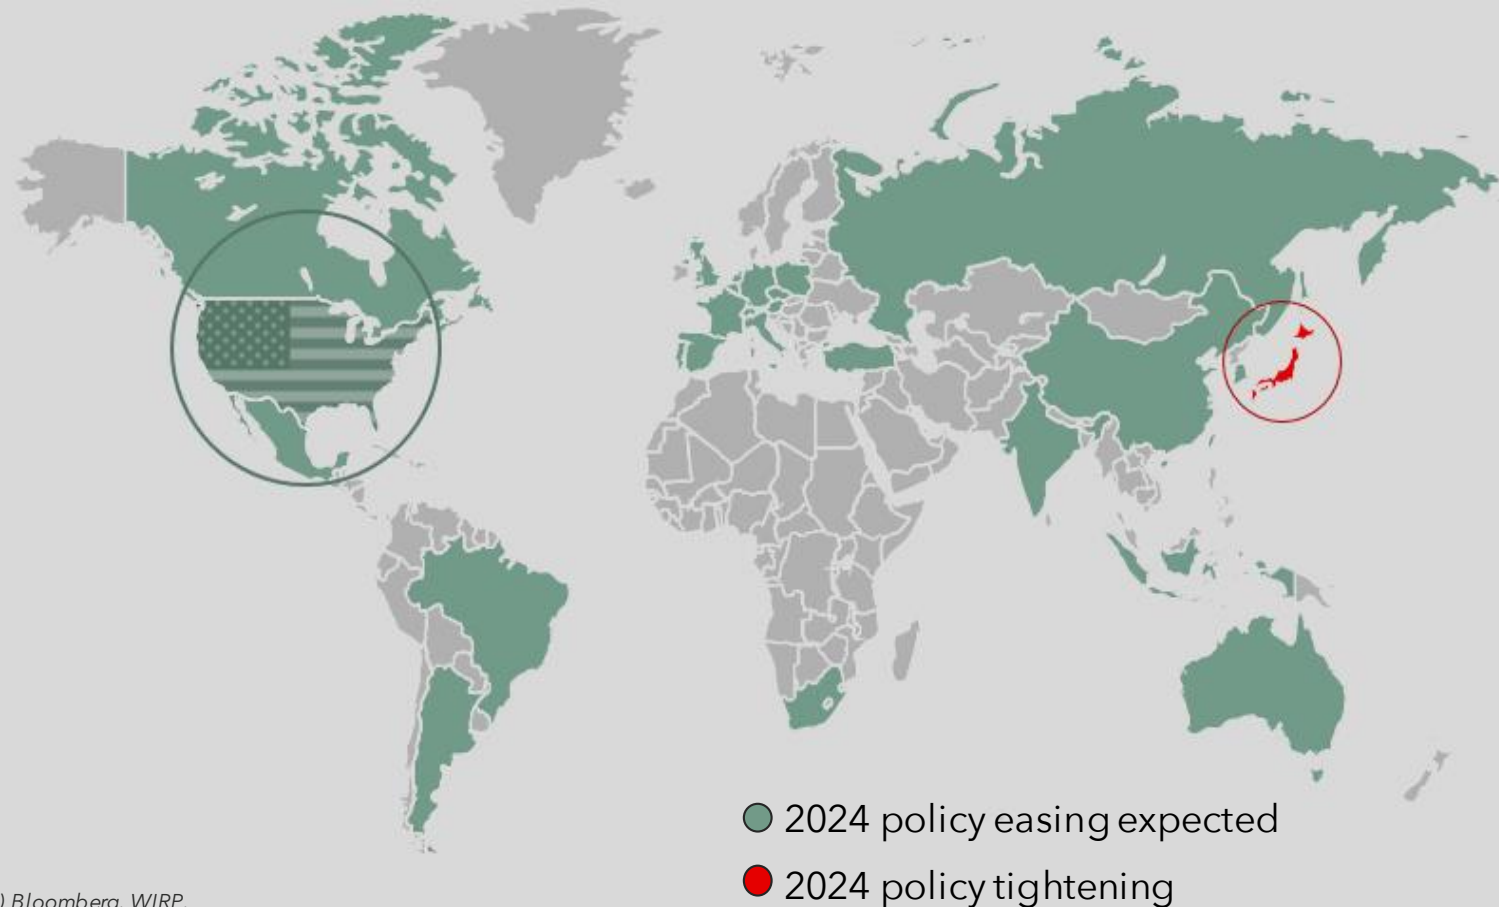 2024 policy easing expected
2024 policy tightening
) Bloomberg, WIRP.